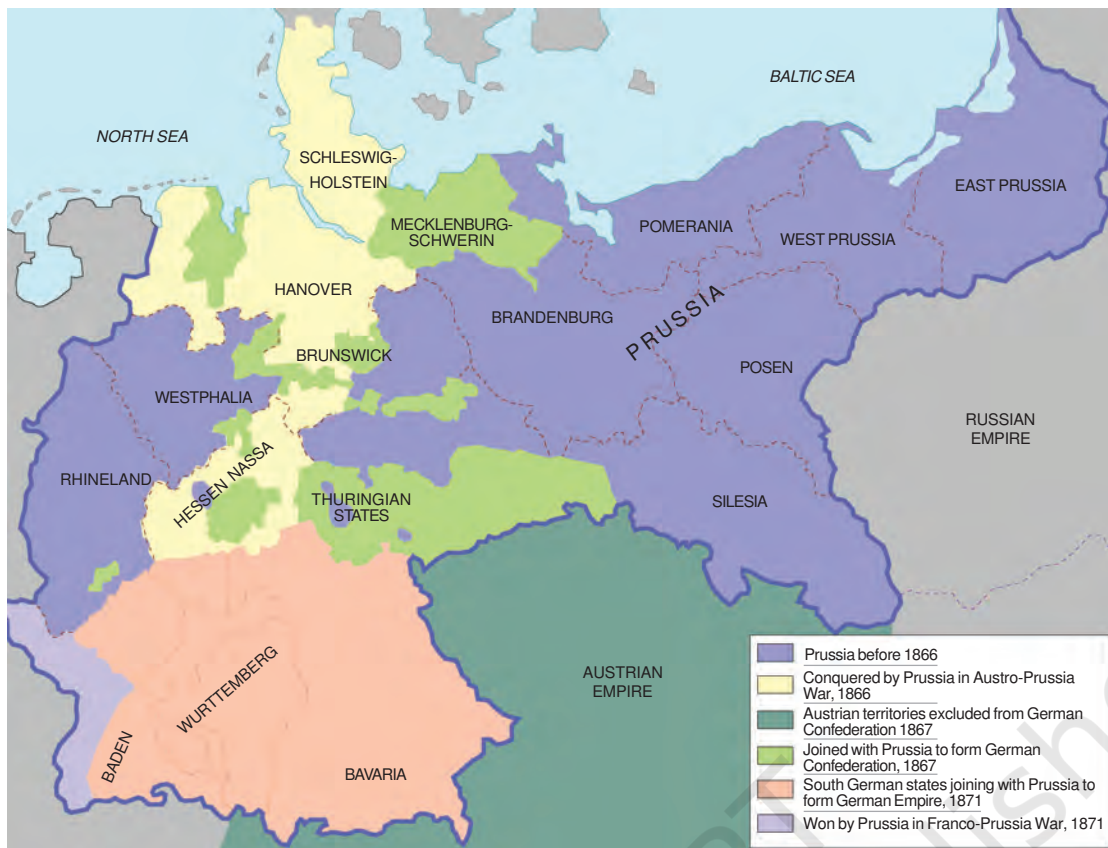 BALTIC SEA
NORTH SEA
SCHLESWIG-
HOLSTEIN
EAST PRUSSIA
MECKLENBURG-
SCHWERIN
POMERANIA
WEST PRUSSIA
HANOVER
BRANDENBURG
PRUSSIA
BRUNSWICK
POSEN
WESTPHALIA
RUSSIAN
EMPIRE
RHINELAND
HESSEN NASSA
THURINGIAN
STATES
SILESIA
AUSTRIAN
EMPIRE
WURTTEMBERG
BADEN
BAVARIA
Prussia before 1866
Conquered by Prussia in Austro-Prussia
War, 1866
Austrian territories excluded from German
Confederation 1867
Joined with Prussia to form German
Confederation, 1867
South German states joining with Prussia to
form German Empire, 1871
Won by Prussia in Franco-Prussia War, 1871